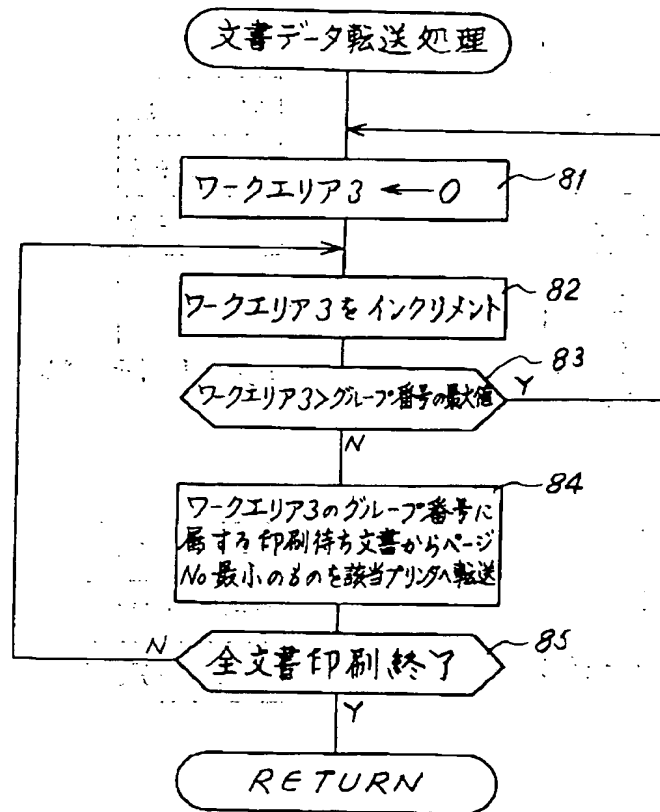 文書データ転送処理
ワークエリア3 ← 0
81
ワークエリア3をインクリメント
82
83
ワークエリア3>グループ番号の最大値
Y
N
84
ワークエリア3のグループ番号に
属する印刷待ち文書からページ
No最小のものを該当プリンタへ転送
85
N
全文書印刷終了
Y
RETURN